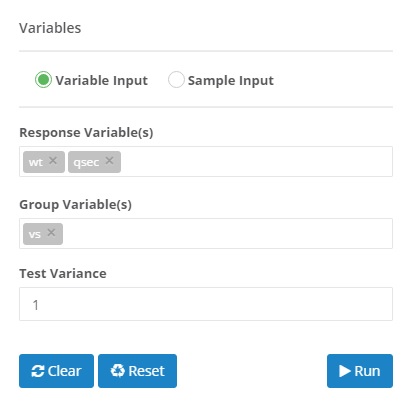 Variables
Variable Input Sample Input
Response Variable(s)
wt × qsec ×
Group Variable(s)
vs ×
Test Variance
1
Clear Reset Run